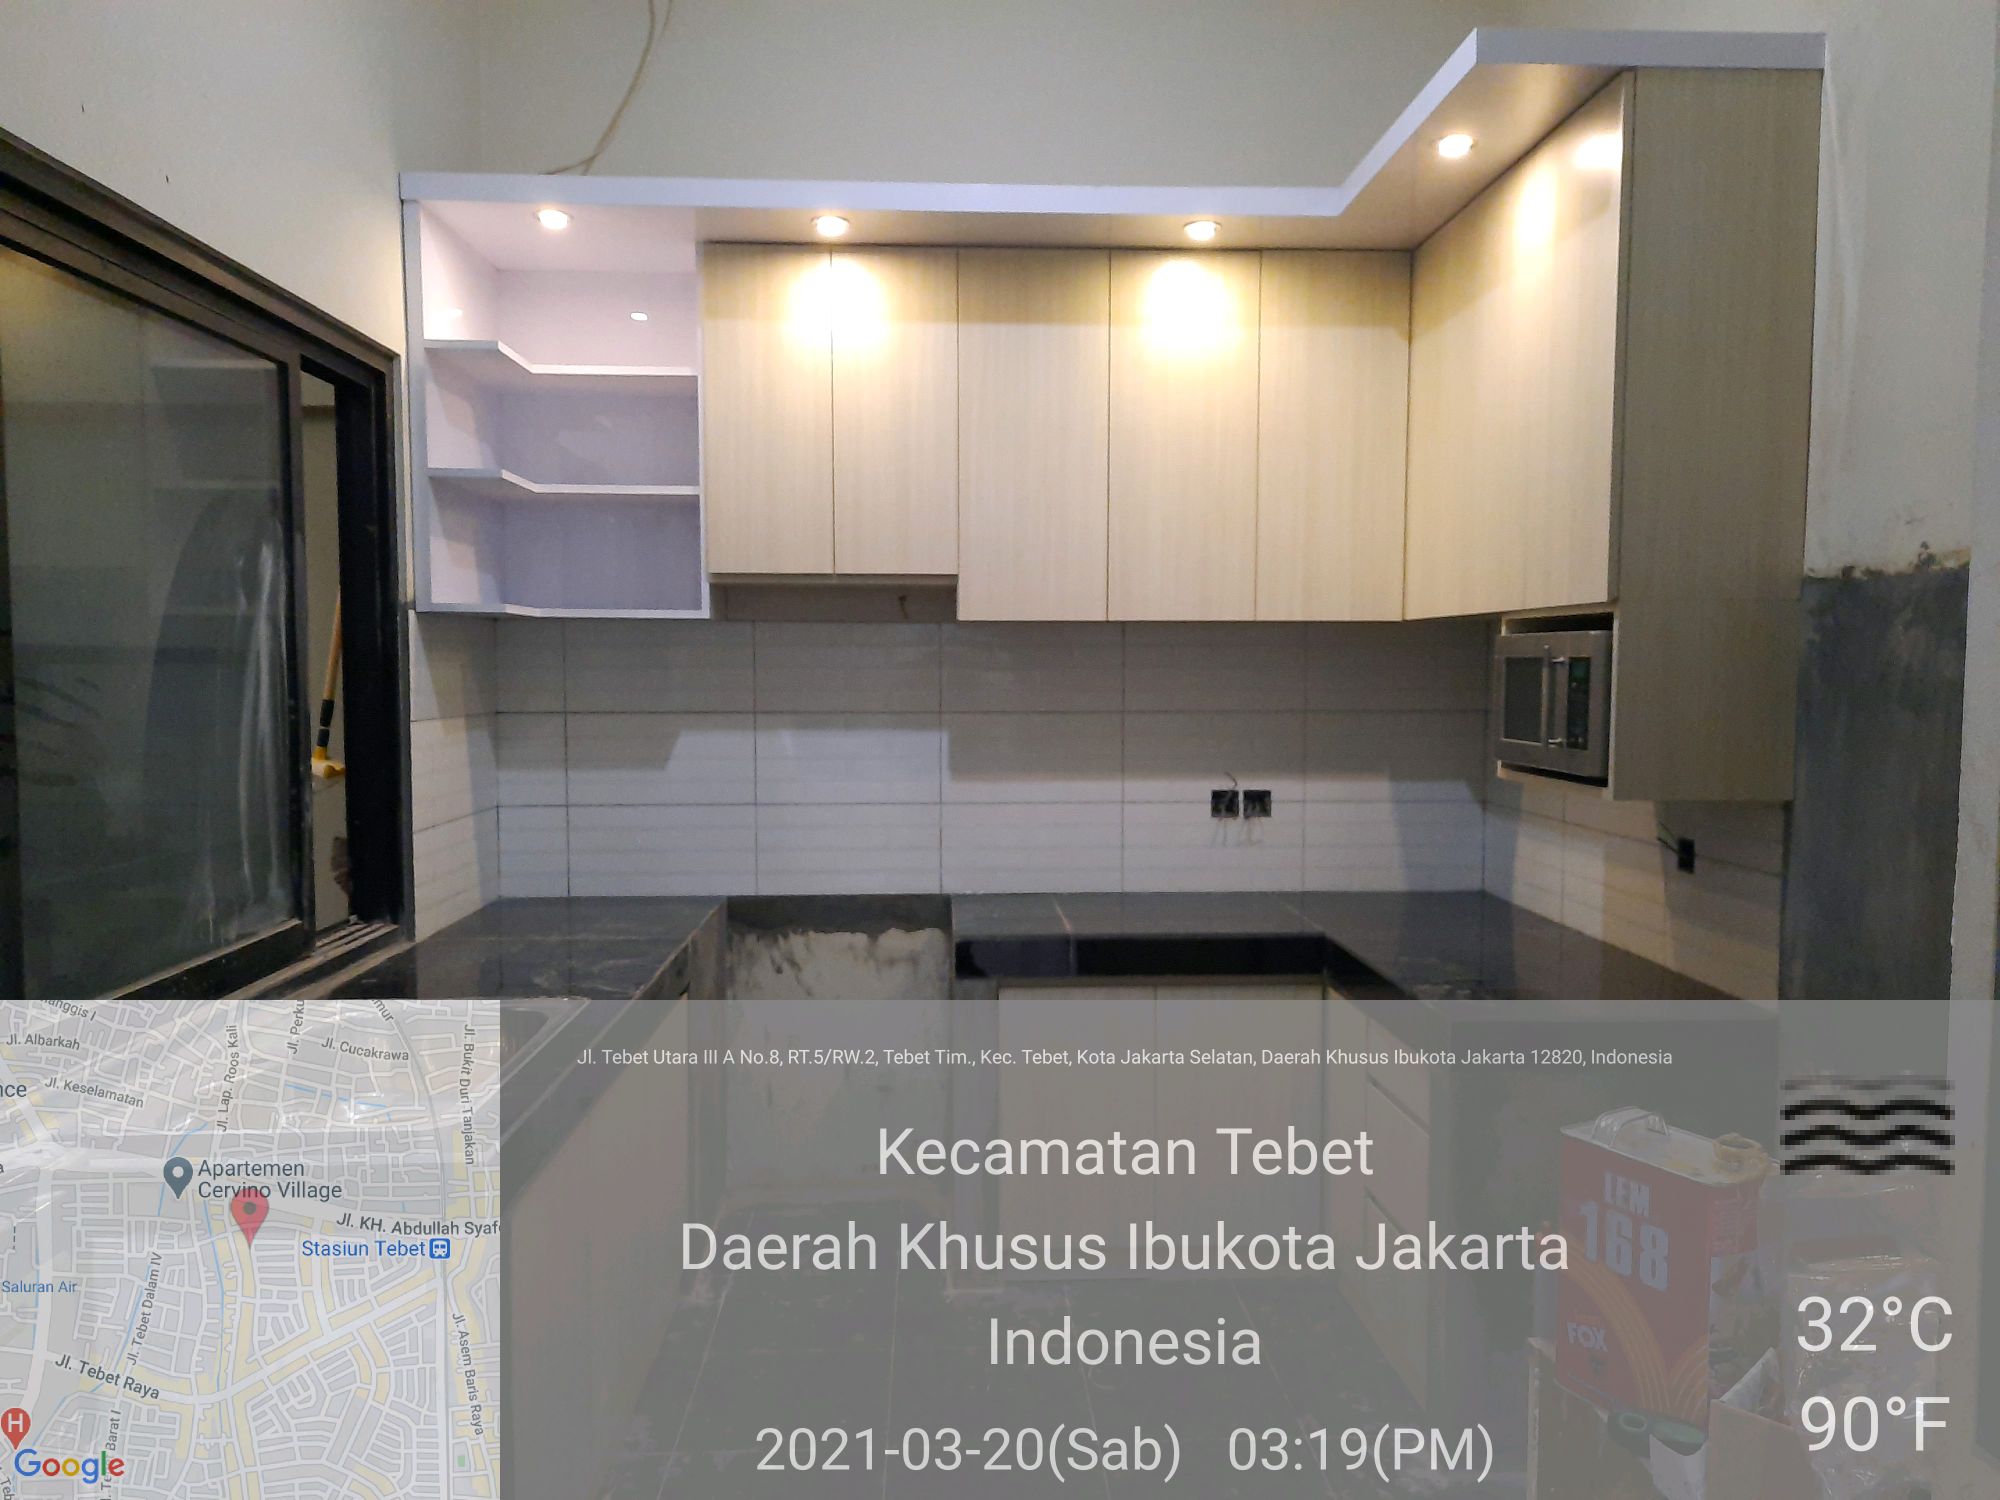 Jl. Tebet Utara III A No.8, RT.5/RW.2, Tebet Tim., Kec. Tebet, Kota Jakarta Selatan, Daerah Khusus Ibukota Jakarta 12820, Indonesia
Kecamatan Tebet
Daerah Khusus Ibukota Jakarta
Indonesia
2021-03-20(Sab) 03:19(PM)
32°C
90°F
LEM
168
FOX
Jl. Albarkah
Jl. Keselamatan
Jl. Lap. Roos Kali
Jl. Cucakrawa
Jl. Bukit Duri Tanjakan
Apartemen
Cervino Village
Jl. KH. Abdullah Syafe
Stasiun Tebet
Saluran Air
Jl. Tebet Dalam IV
Jl. Tebet Raya
Jl. Asem Baris Raya
H
Google